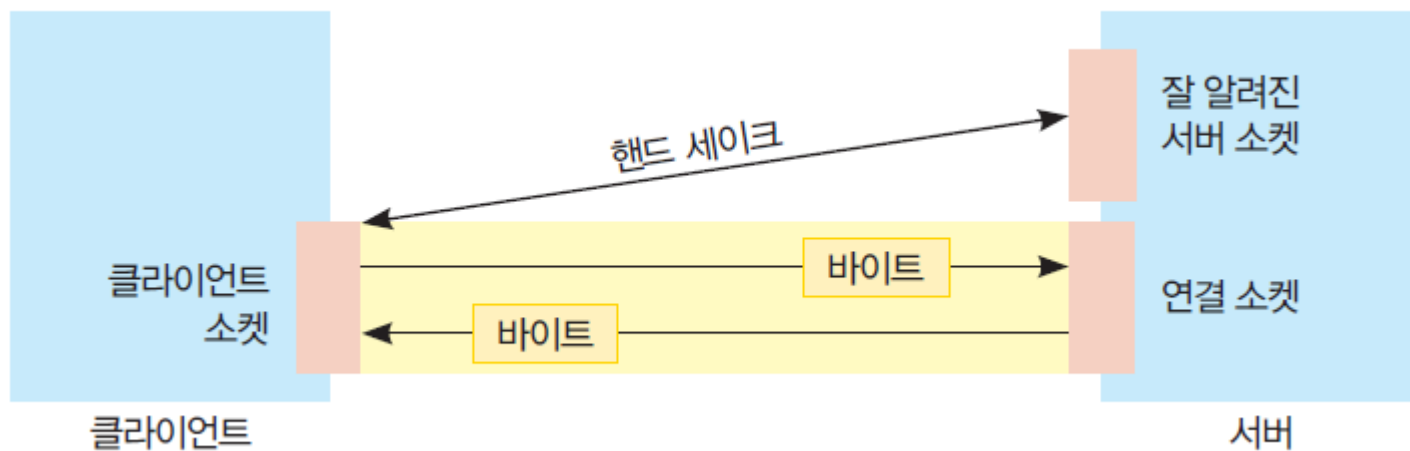 잘 알려진
서버 소켓
핸드 세이크
클라이언트
소켓
바이트
바이트
연결 소켓
클라이언트
서버